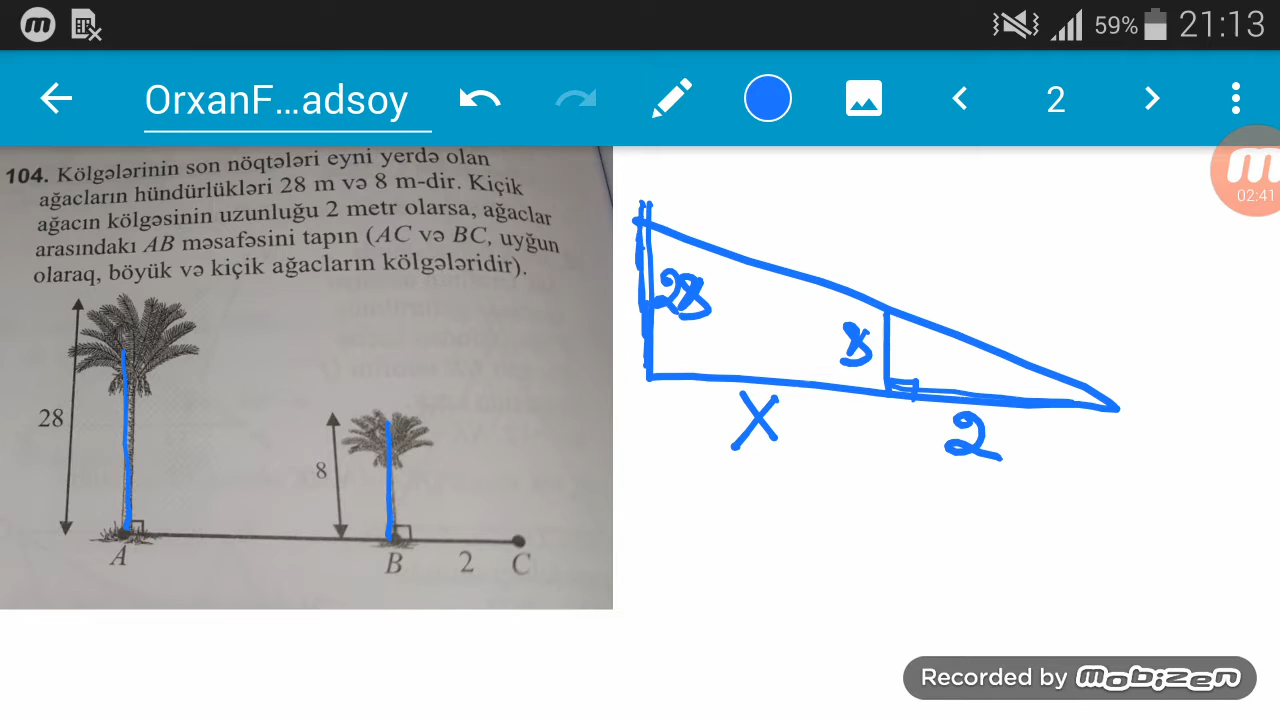 59% 21:13
OrxanF...adsoy 2
02:41
104. Kölgələrinin son nöqtələri eyni yerdə olan
ağacların hündürlükləri 28 m və 8 m-dir. Kiçik
ağacın kölgəsinin uzunluğu 2 metr olarsa, ağaclar
arasındakı AB məsafəsini tapın (AC və BC, uyğun
olaraq, böyük və kiçik ağacların kölgələridir).
28
8
A B 2 C
28
8
X
2
Recorded by mobizen